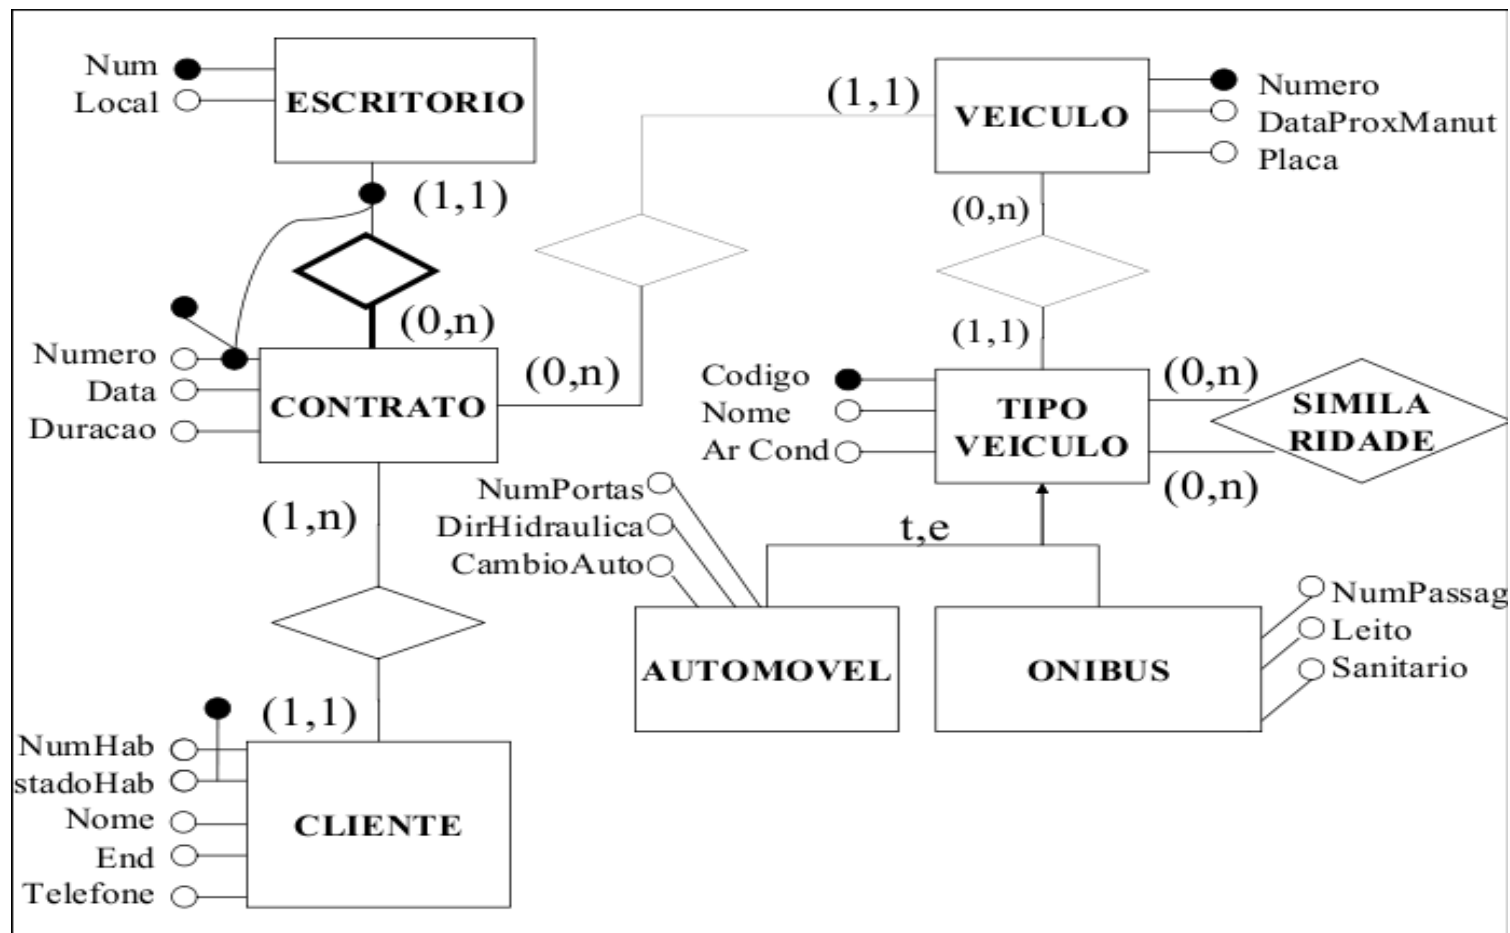 Num
Local
ESCRITORIO
(1,1)
(0,n)
Numero
Data
Duracao
CONTRATO
(0,n)
(1,1)
VEICULO
Numero
DataProxManut
Placa
(0,n)
(1,1)
Codigo
Nome
Ar Cond
TIPO
VEICULO
(0,n)
(0,n)
SIMILA
RIDADE
t,e
NumPortas
DirHidraulica
CambioAuto
AUTOMOVEL
ONIBUS
NumPassag
Leito
Sanitario
(1,n)
(1,1)
NumHab
stadoHab
Nome
End
Telefone
CLIENTE